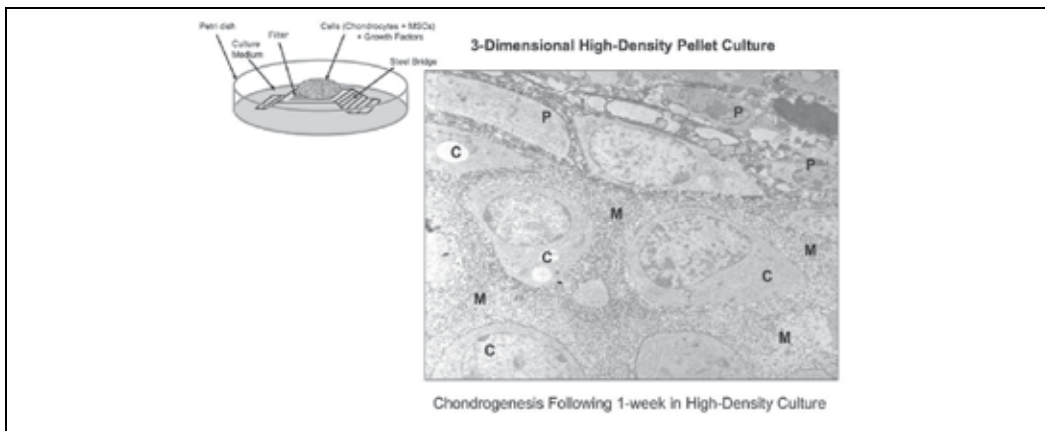 Petri dish
Culture
Medium
Filter
Cells (Chondrocytes + MSCs)
+ Growth Factors
Steel Bridge
3-Dimensional High-Density Pellet Culture
P
P
C
P
M
M
C
C
M
M
C
Chondrogenesis Following 1-week in High-Density Culture